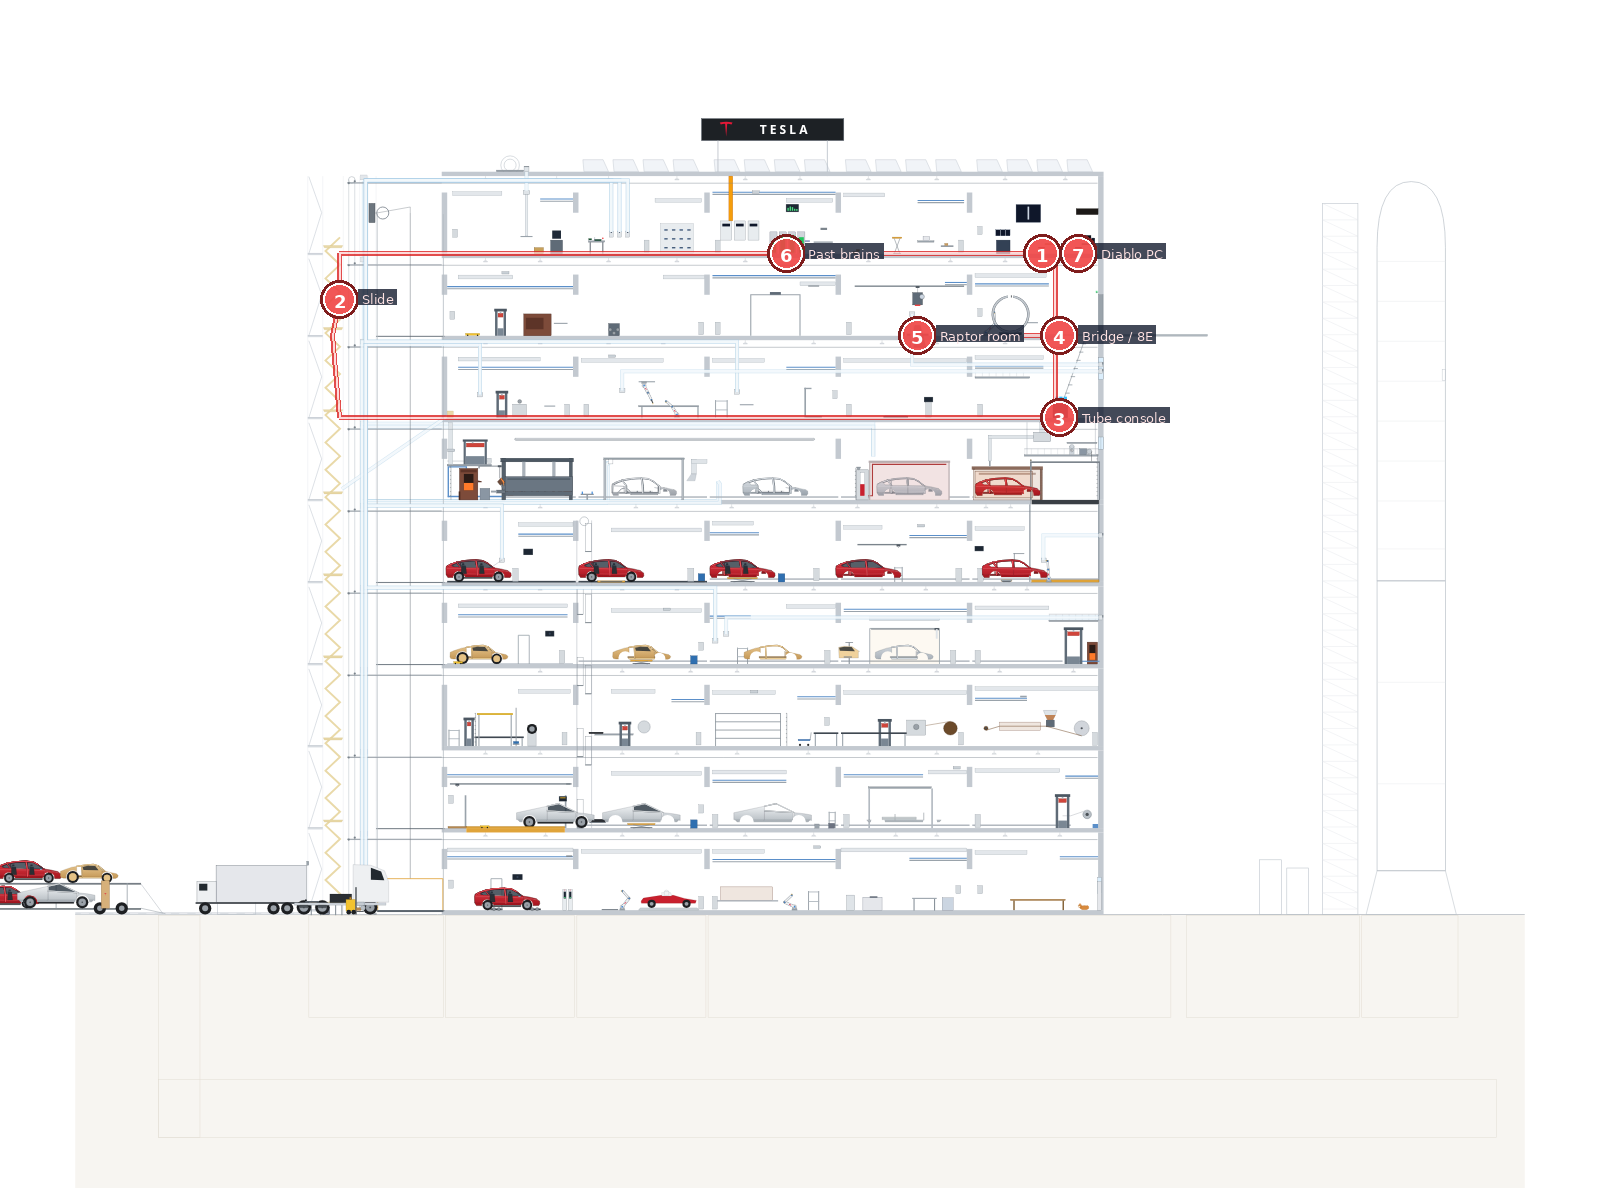 TESLA
6 Past brains
1
7 Diablo PC
2 Slide
5 Raptor room
4 Bridge / 8E
3 Tube console